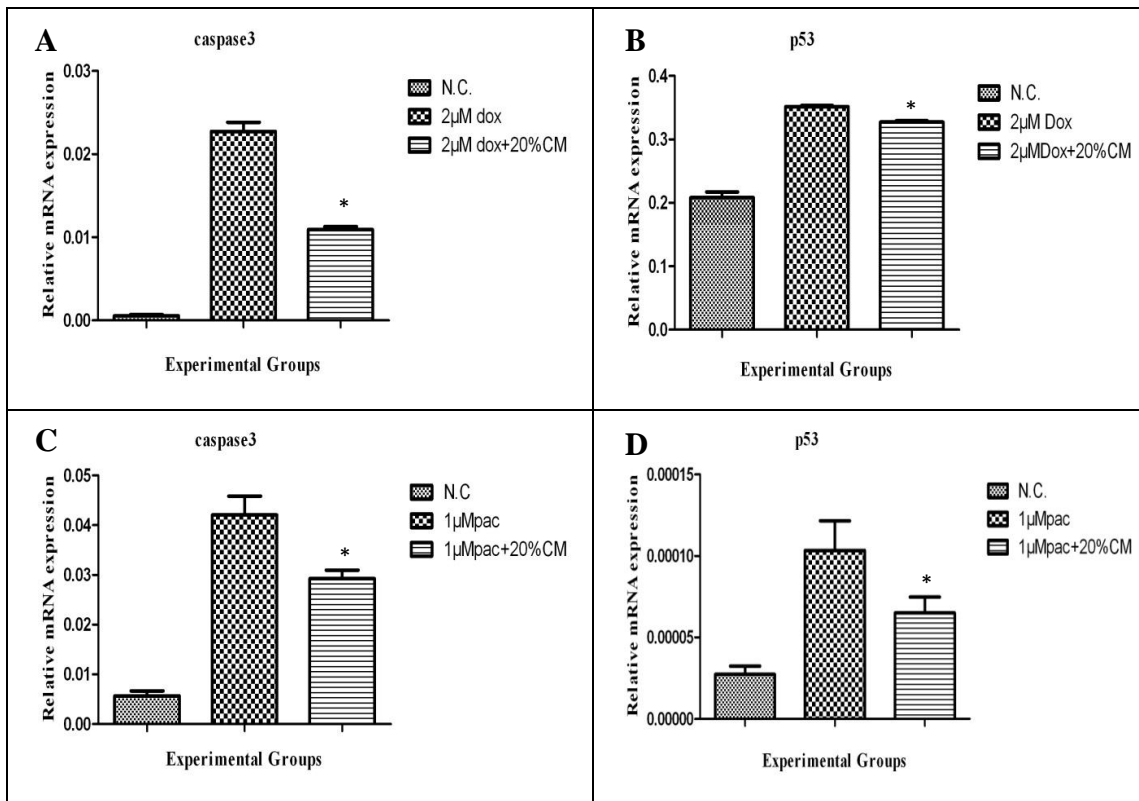 A
caspase3
Relative mRNA expression
0.03
0.02
0.01
0.00
*
N.C.
2µM dox
2µM dox+20%CM
Experimental Groups
B
p53
Relative mRNA expression
0.4
0.3
0.2
0.1
0.0
*
N.C.
2µM Dox
2µMDox+20%CM
Experimental Groups
C
caspase3
Relative mRNA expression
0.05
0.04
0.03
0.02
0.01
0.00
*
N.C
1µMpac
1µMpac+20%CM
Experimental Groups
D
p53
Relative mRNA expression
0.00015
0.00010
0.00005
0.00000
*
N.C.
1µMpac
1µMpac+20%CM
Experimental Groups